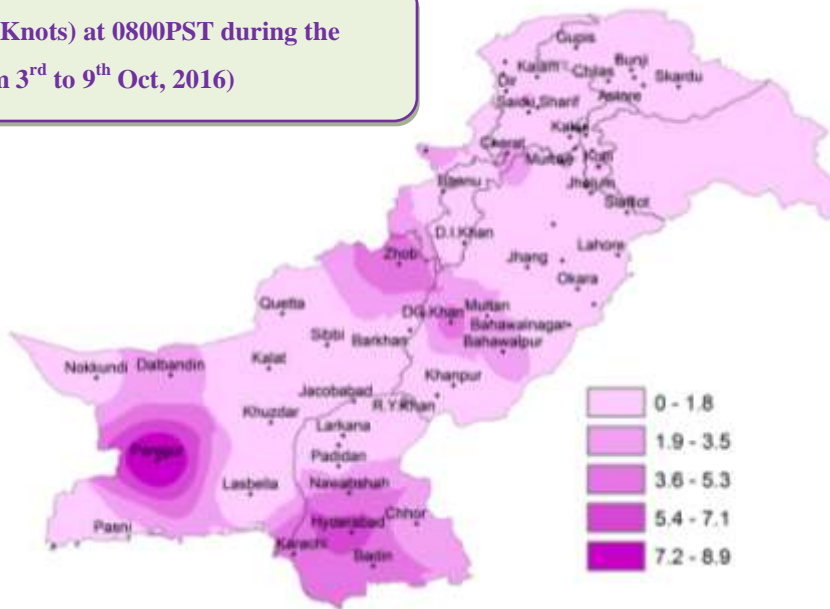 Knots) at 0800PST during the
3rd to 9th Oct, 2016)
Gupis
Kalam
Chilas
Bunji
Skardu
Dir
Astore
Saidu Sharif
Kakul
Cherat
Murree
Kotli
Bannu
Jhelum
Sialkot
D.I.Khan
Zhob
Jhang
Lahore
Okara
Quetta
DG.Khan
Multan
Bahawalnagar
Sibbi
Barkhan
Bahawalpur
Nokkundi
Dalbandin
Kalat
Khanpur
Jacobabad
R.Y.Khan
Khuzdar
Larkana
Panjgur
Padidan
Lasbella
Nawabshah
Pasni
Hyderabad
Chhor
Karachi
Badin
0 - 1.8
1.9 - 3.5
3.6 - 5.3
5.4 - 7.1
7.2 - 8.9